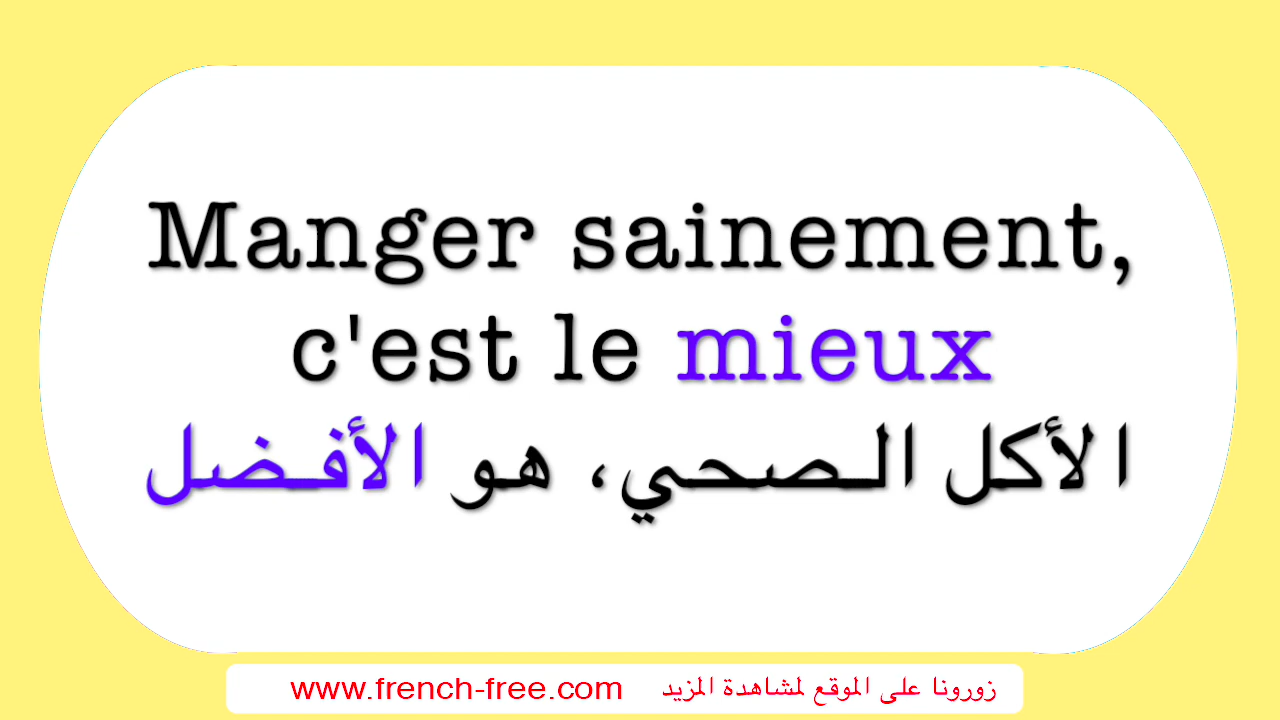 Manger sainement,
c'est le mieux
الأكل الصحي، هو الأفضل
www.french-free.com زورونا على الموقع لمشاهدة المزيد